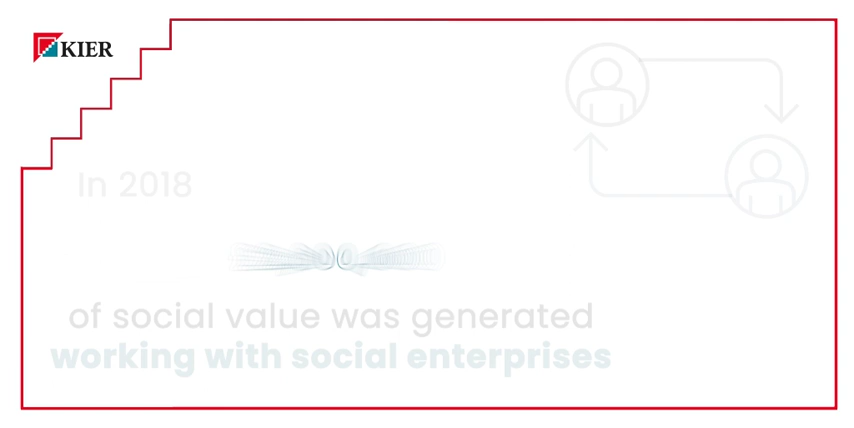 KIER
In 2018
of social value was generated
working with social enterprises